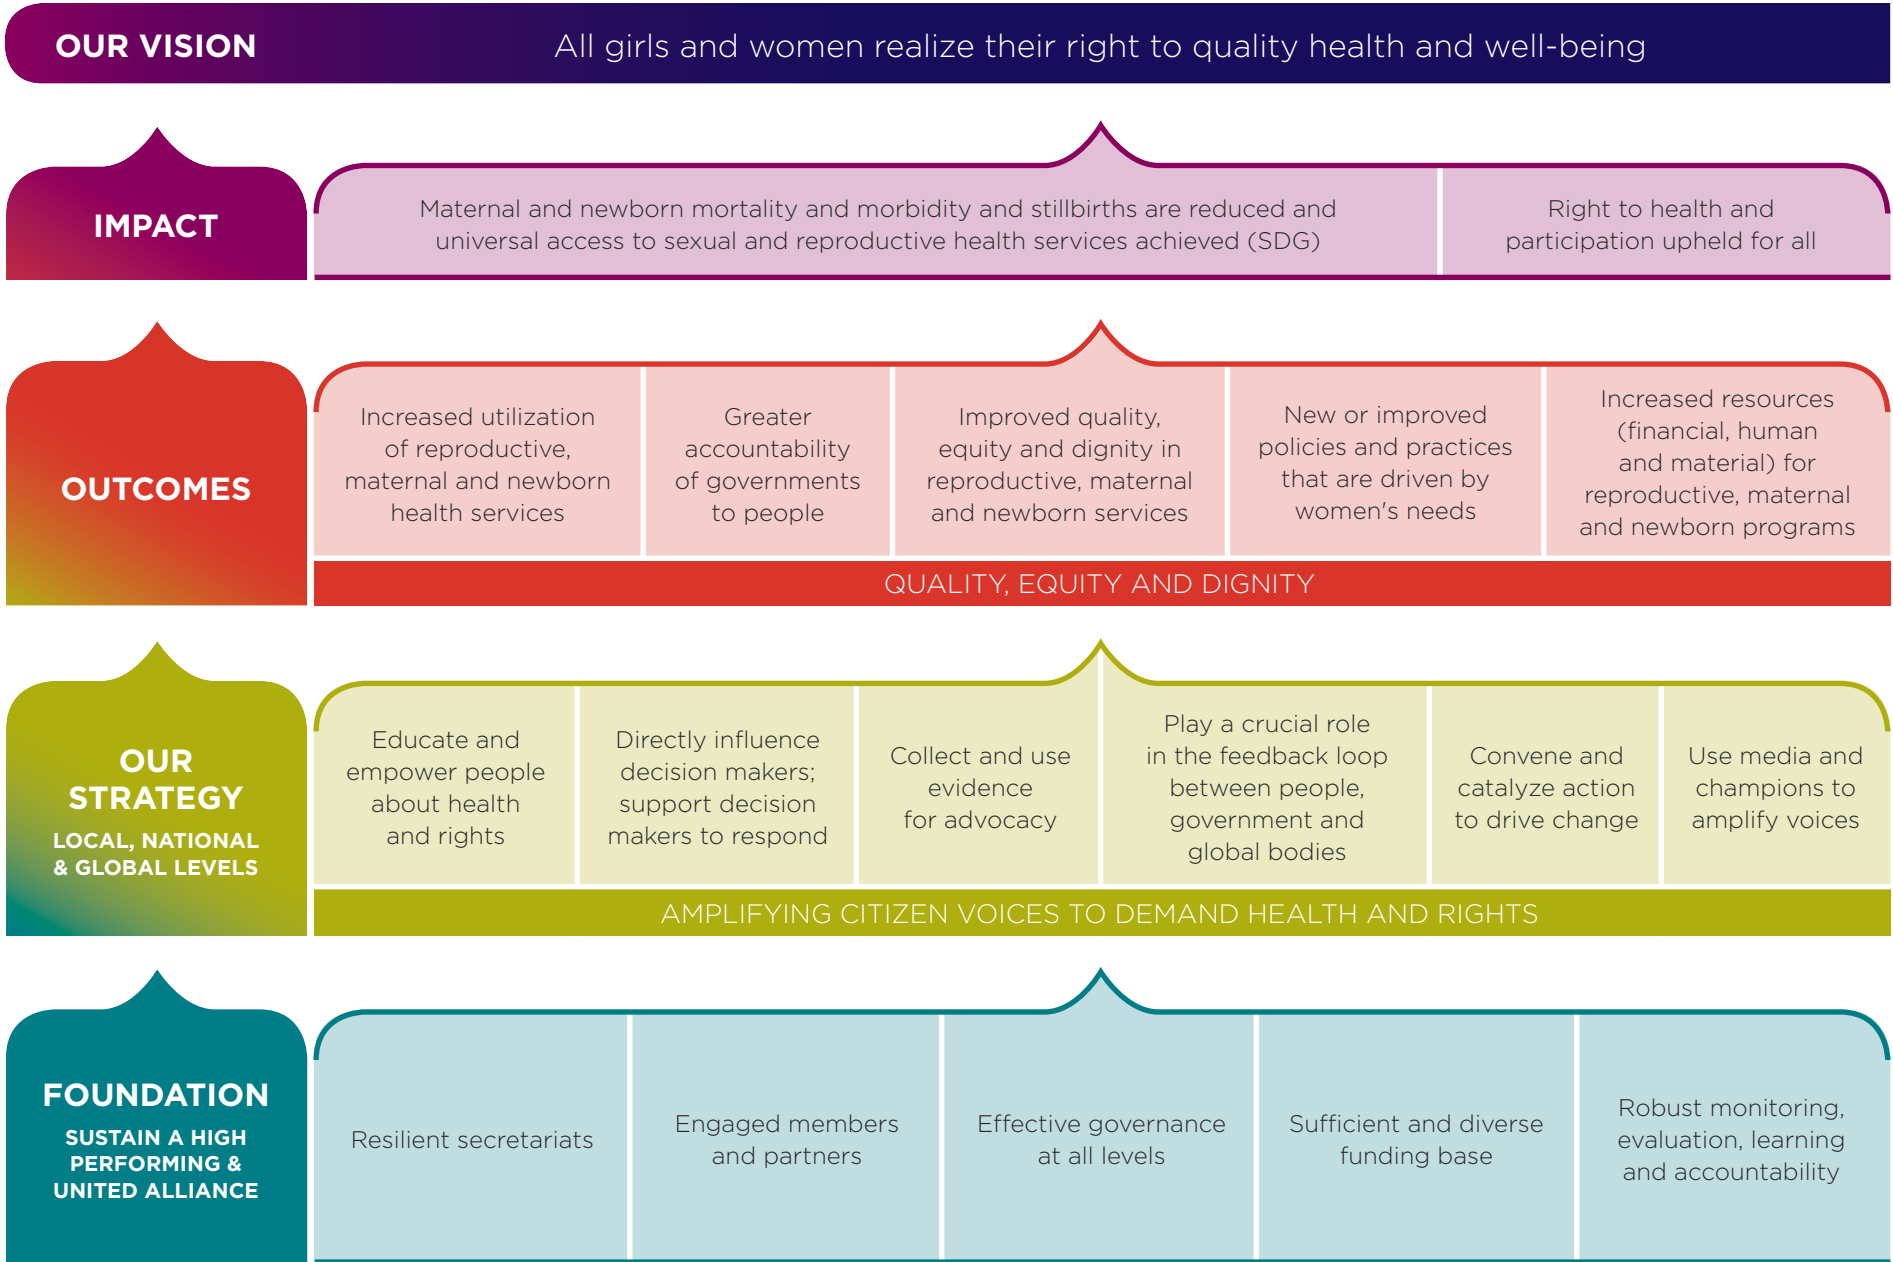 OUR VISION
All girls and women realize their right to quality health and well-being
IMPACT
Maternal and newborn mortality and morbidity and stillbirths are reduced and
universal access to sexual and reproductive health services achieved (SDG)
Right to health and
participation upheld for all
OUTCOMES
Increased utilization
of reproductive,
maternal and newborn
health services
Greater
accountability
of governments
to people
Improved quality,
equity and dignity in
reproductive, maternal
and newborn services
New or improved
policies and practices
that are driven by
women's needs
Increased resources
(financial, human
and material) for
reproductive, maternal
and newborn programs
QUALITY, EQUITY AND DIGNITY
OUR
STRATEGY
LOCAL, NATIONAL
& GLOBAL LEVELS
Educate and
empower people
about health
and rights
Directly influence
decision makers;
support decision
makers to respond
Collect and use
evidence
for advocacy
Play a crucial role
in the feedback loop
between people,
government and
global bodies
Convene and
catalyze action
to drive change
Use media and
champions to
amplify voices
AMPLIFYING CITIZEN VOICES TO DEMAND HEALTH AND RIGHTS
FOUNDATION
SUSTAIN A HIGH
PERFORMING &
UNITED ALLIANCE
Resilient secretariats
Engaged members
and partners
Effective governance
at all levels
Sufficient and diverse
funding base
Robust monitoring,
evaluation, learning
and accountability